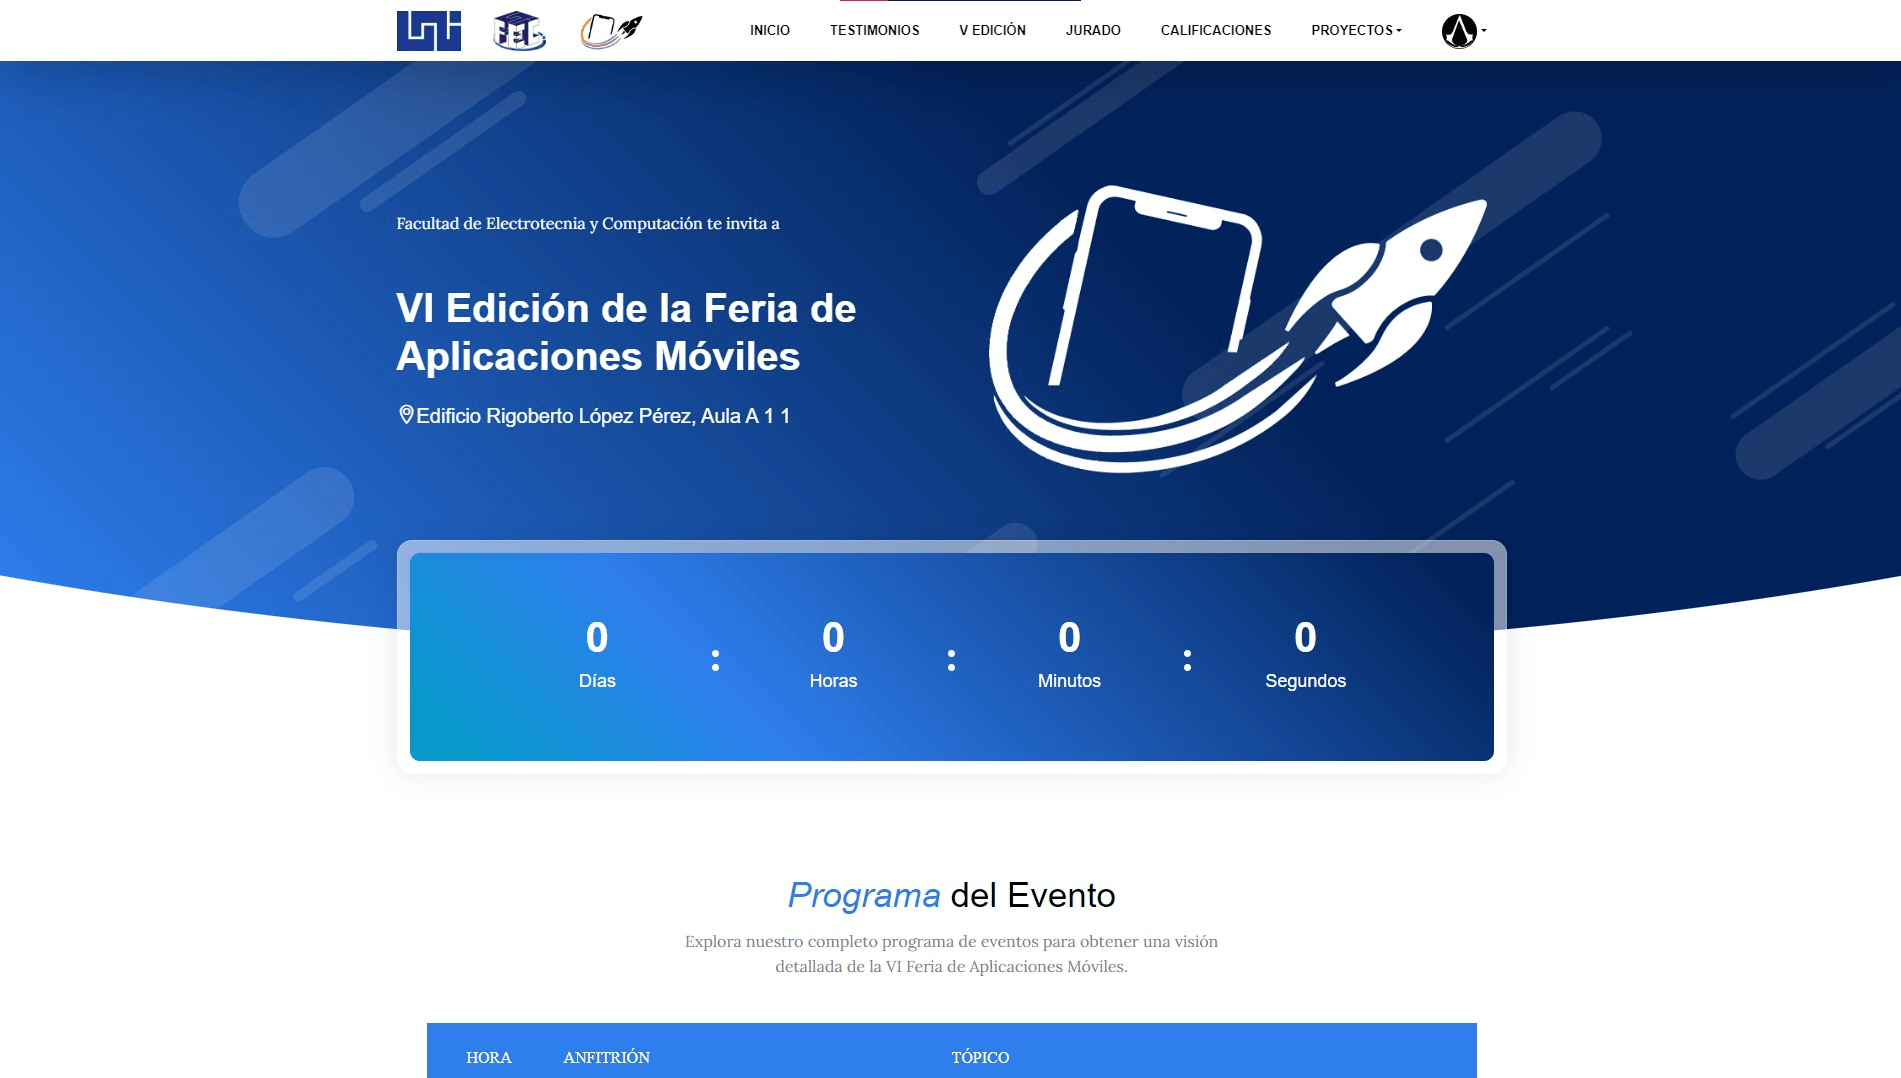 UNI
FEC
INICIO
TESTIMONIOS
V EDICIÓN
JURADO
CALIFICACIONES
PROYECTOS
Facultad de Electrotecnia y Computación te invita a
VI Edición de la Feria de
Aplicaciones Móviles
Edificio Rigoberto López Pérez, Aula A 1 1
0 : 0 : 0 : 0
Días Horas Minutos Segundos
Programa del Evento
Explora nuestro completo programa de eventos para obtener una visión
detallada de la VI Feria de Aplicaciones Móviles.
HORA ANFITRIÓN TÓPICO